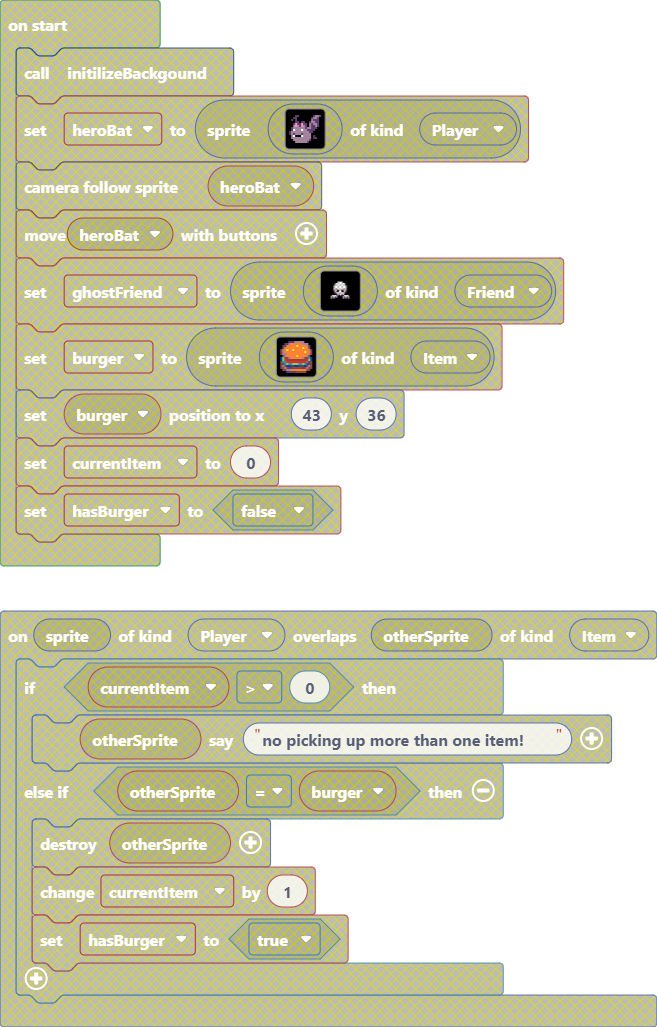 on start
call initilizeBackgound
set heroBat to sprite of kind Player
camera follow sprite heroBat
move heroBat with buttons
set ghostFriend to sprite of kind Friend
set burger to sprite of kind Item
set burger position to x 43 y 36
set currentItem to 0
set hasBurger to false
on sprite of kind Player overlaps otherSprite of kind Item
if currentItem > 0 then
otherSprite say "no picking up more than one item! "
else if otherSprite = burger then
destroy otherSprite
change currentItem by 1
set hasBurger to true